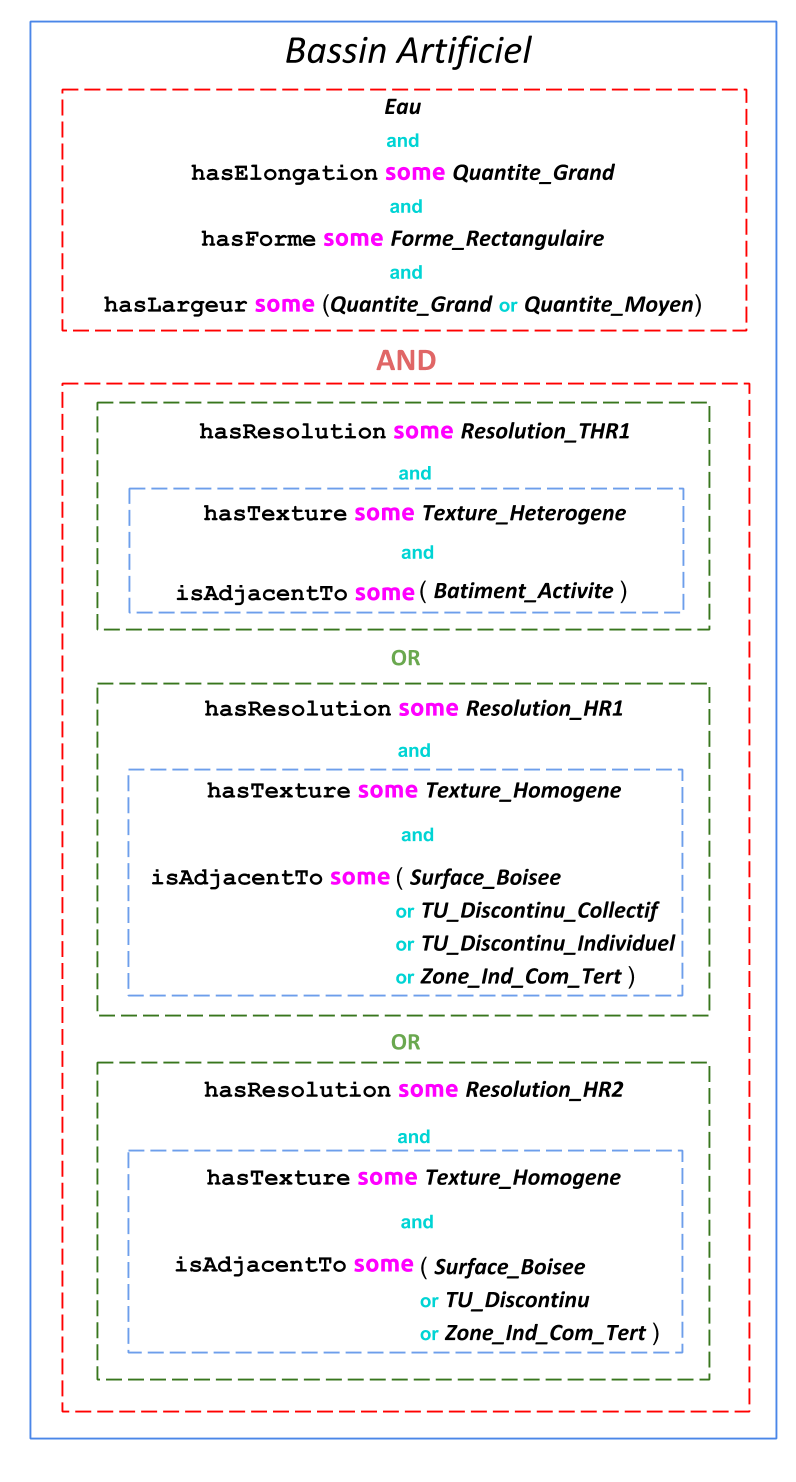 Bassin Artificiel
Eau
and
hasElongation some Quantite_Grand
and
hasForme some Forme_Rectangulaire
and
hasLargeur some (Quantite_Grand or Quantite_Moyen)
AND
hasResolution some Resolution_THR1
and
hasTexture some Texture_Heterogene
and
isAdjacentTo some ( Batiment_Activite )
OR
hasResolution some Resolution_HR1
and
hasTexture some Texture_Homogene
and
isAdjacentTo some ( Surface_Boisee
or TU_Discontinu_Collectif
or TU_Discontinu_Individuel
or Zone_Ind_Com_Tert )
OR
hasResolution some Resolution_HR2
and
hasTexture some Texture_Homogene
and
isAdjacentTo some ( Surface_Boisee
or TU_Discontinu
or Zone_Ind_Com_Tert )